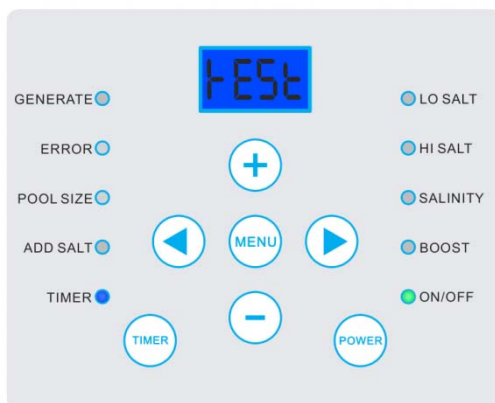 tESt
GENERATE
LO SALT
ERROR
HI SALT
POOL SIZE
SALINITY
ADD SALT
MENU
BOOST
TIMER
ON/OFF
TIMER
POWER